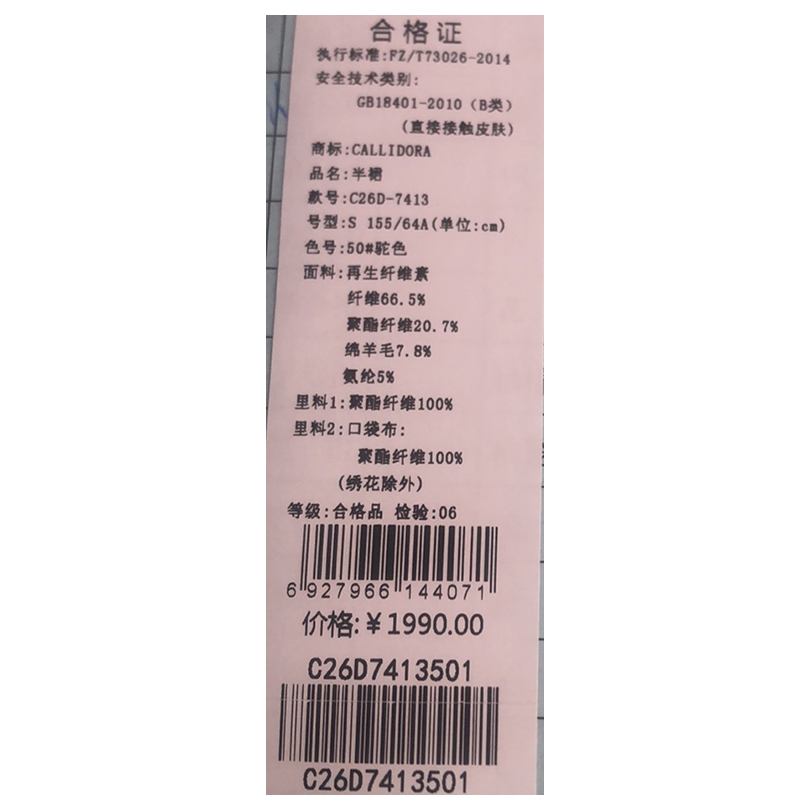 合格证
执行标准:FZ/T73026-2014
安全技术类别:
GB18401-2010(B类)
(直接接触皮肤)
商标:CALLIDORA
品名:半裙
款号:C26D-7413
号型:S 155/64A(单位:cm)
色号:50#驼色
面料:再生纤维素
纤维66.5%
聚酯纤维20.7%
绵羊毛7.8%
氨纶5%
里料1:聚酯纤维100%
里料2:口袋布:
聚酯纤维100%
(绣花除外)
等级:合格品 检验:06
6 927966 144071
价格:¥1990.00
C26D7413501
C26D7413501